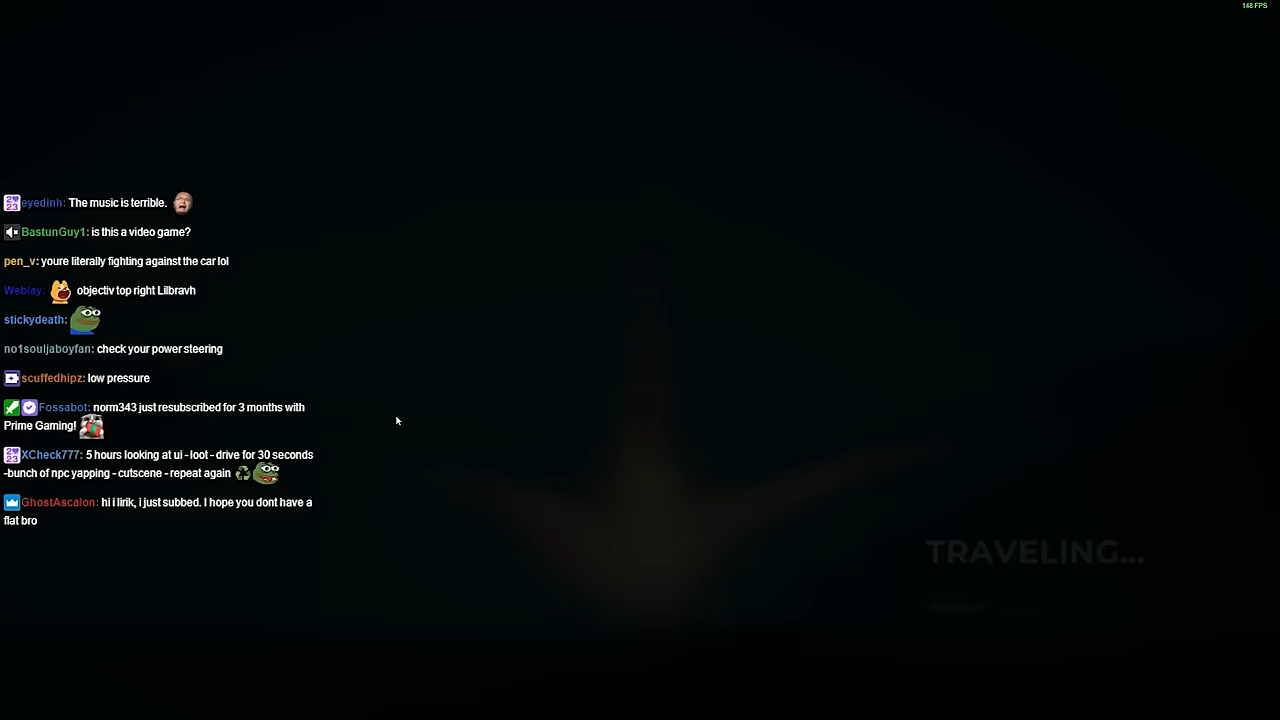 148 FPS
eyedinh: The music is terrible.
BastunGuy1: is this a video game?
pen_v: youre literally fighting against the car lol
Weblay: objectiv top right Lilbravh
stickydeath:
no1souljaboyfan: check your power steering
scuffedhipz: low pressure
Fossabot: norm343 just resubscribed for 3 months with
Prime Gaming!
XCheck777: 5 hours looking at ui - loot - drive for 30 seconds
-bunch of npc yapping - cutscene - repeat again
GhostAscalon: hi i lirik, i just subbed. I hope you dont have a
flat bro
TRAVELING...